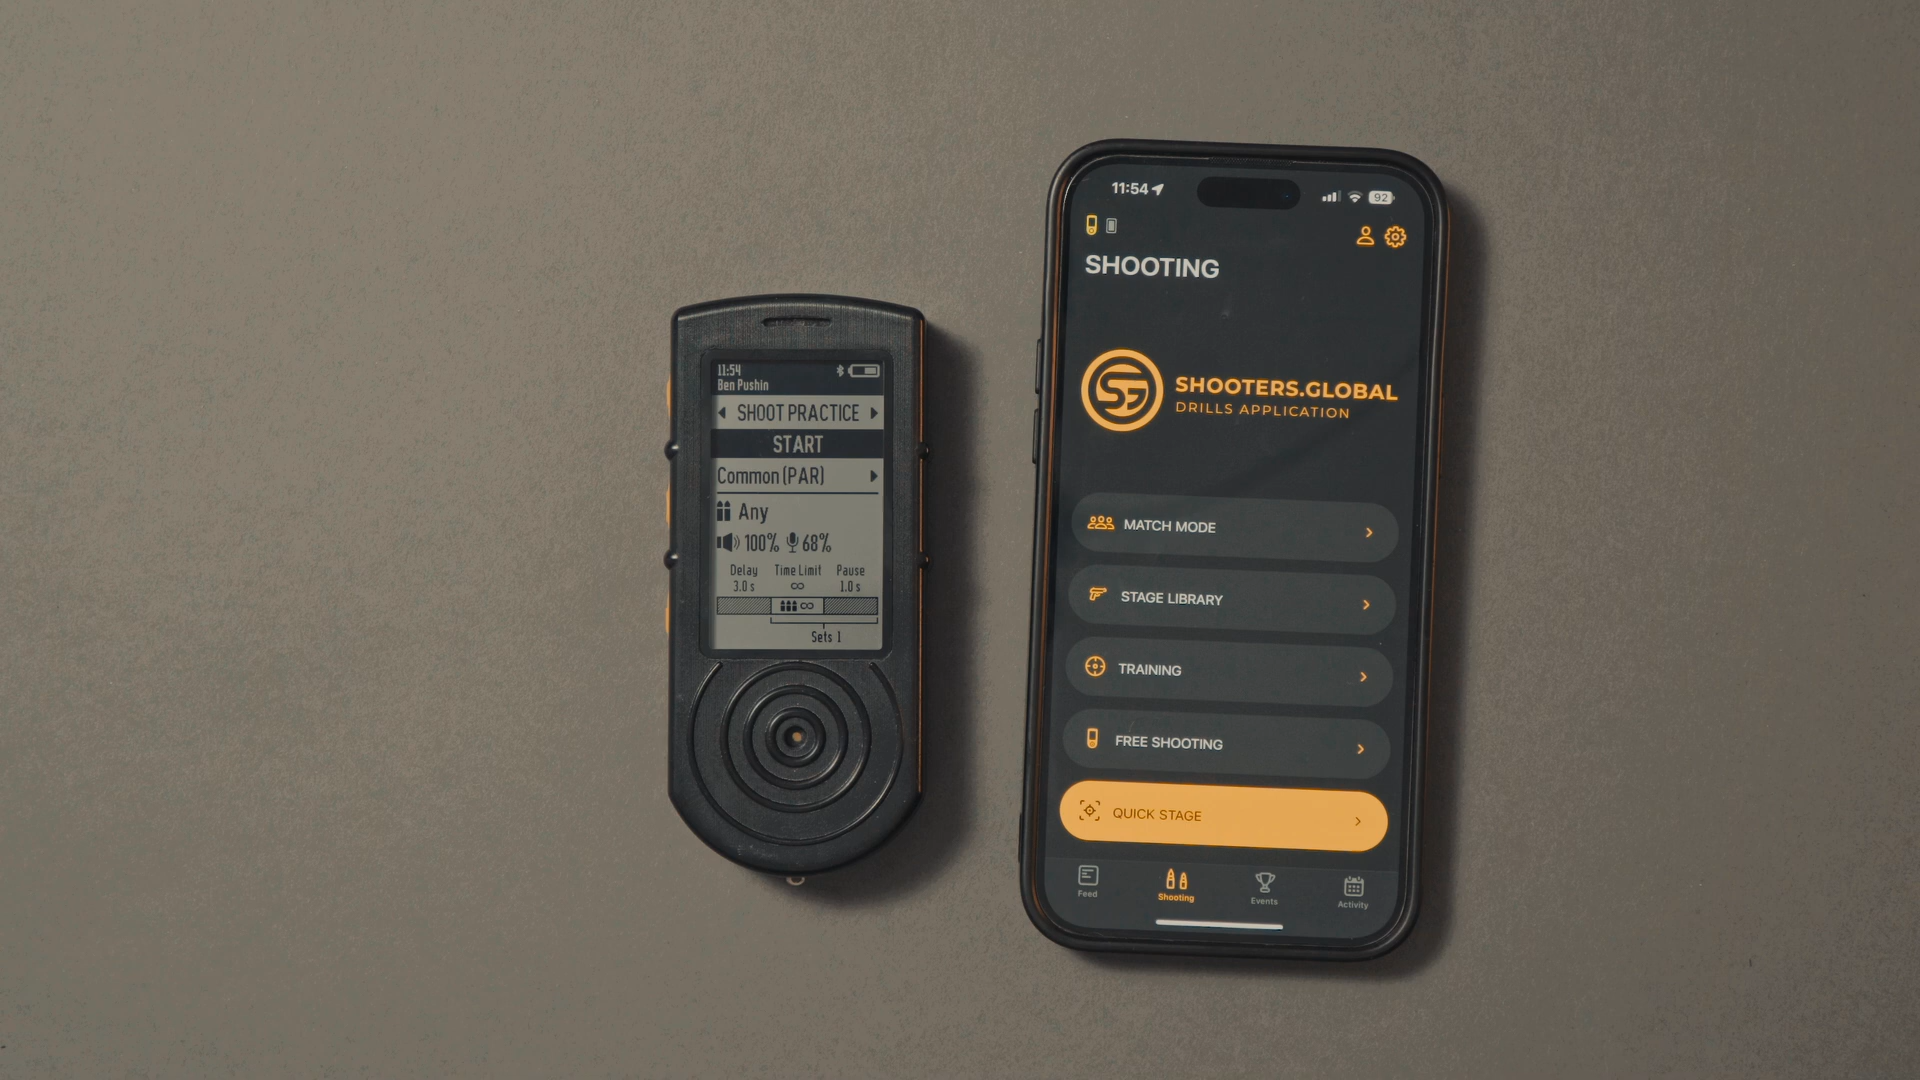 11:54
Ben Pushin
SHOOT PRACTICE
START
Common (PAR)
Any
100% 68%
Delay Time Limit Pause
3.0 s ∞ 1.0 s
∞
Sets 1
11:54
92
SHOOTING
SF
SHOOTERS.GLOBAL
DRILLS APPLICATION
MATCH MODE
STAGE LIBRARY
TRAINING
FREE SHOOTING
QUICK STAGE
Feed Shooting Events Activity